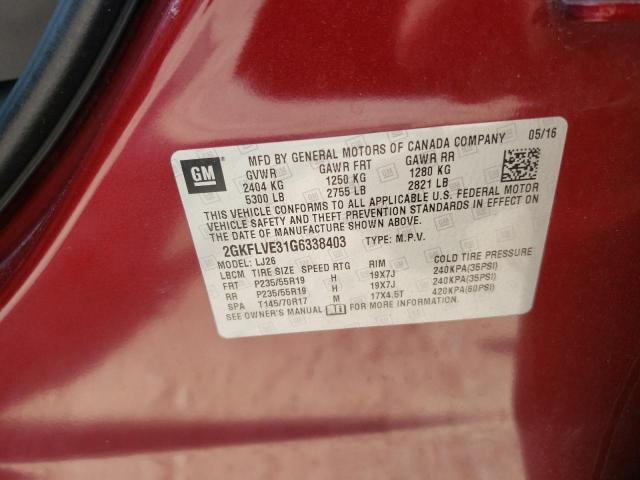 GM
MFD BY GENERAL MOTORS OF CANADA COMPANY 05/16
GVWR GAWR FRT GAWR RR
2404 KG 1250 KG 1280 KG
5300 LB 2755 LB 2821 LB
THIS VEHICLE CONFORMS TO ALL APPLICABLE U.S. FEDERAL MOTOR
VEHICLE SAFETY AND THEFT PREVENTION STANDARDS IN EFFECT ON
THE DATE OF MANUFACTURE SHOWN ABOVE.
2GKFLVE31G6338403 TYPE: M.P.V.
MODEL: LJ26
LBCM TIRE SIZE SPEED RTG RIM COLD TIRE PRESSURE
FRT P235/55R19 H 19X7J 240KPA(35PSI)
RR P235/55R19 H 19X7J 240KPA(35PSI)
SPA T145/70R17 M 17X4.5T 420KPA(60PSI)
SEE OWNER'S MANUAL FOR MORE INFORMATION.